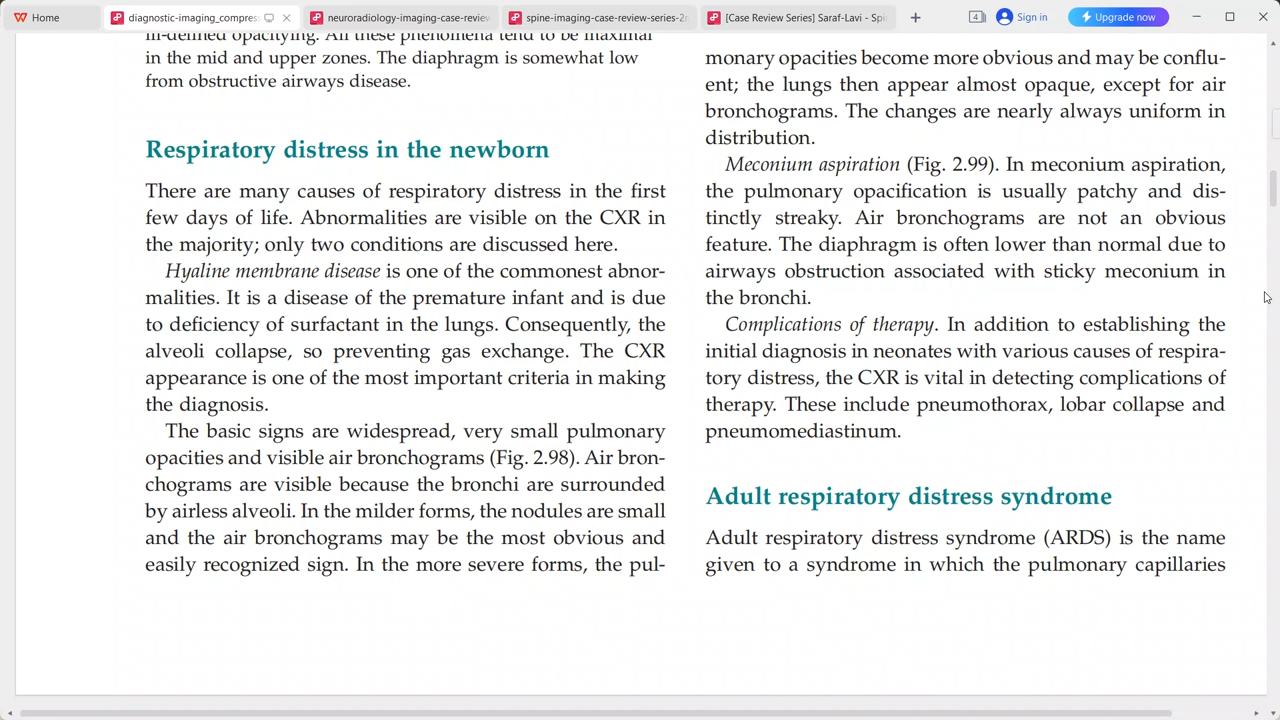 Home
diagnostic-imaging_compres
neuroradiology-imaging-case-review
spine-imaging-case-review-series-2
[Case Review Series] Saraf-Lavi - Spi
4
Sign in
Upgrade now
in the mid and upper zones. The diaphragm is somewhat low
from obstructive airways disease.
Respiratory distress in the newborn
There are many causes of respiratory distress in the first
few days of life. Abnormalities are visible on the CXR in
the majority; only two conditions are discussed here.
Hyaline membrane disease is one of the commonest abnor-
malities. It is a disease of the premature infant and is due
to deficiency of surfactant in the lungs. Consequently, the
alveoli collapse, so preventing gas exchange. The CXR
appearance is one of the most important criteria in making
the diagnosis.
The basic signs are widespread, very small pulmonary
opacities and visible air bronchograms (Fig. 2.98). Air bron-
chograms are visible because the bronchi are surrounded
by airless alveoli. In the milder forms, the nodules are small
and the air bronchograms may be the most obvious and
easily recognized sign. In the more severe forms, the pul-
monary opacities become more obvious and may be conflu-
ent; the lungs then appear almost opaque, except for air
bronchograms. The changes are nearly always uniform in
distribution.
Meconium aspiration (Fig. 2.99). In meconium aspiration,
the pulmonary opacification is usually patchy and dis-
tinctly streaky. Air bronchograms are not an obvious
feature. The diaphragm is often lower than normal due to
airways obstruction associated with sticky meconium in
the bronchi.
Complications of therapy. In addition to establishing the
initial diagnosis in neonates with various causes of respira-
tory distress, the CXR is vital in detecting complications of
therapy. These include pneumothorax, lobar collapse and
pneumomediastinum.
Adult respiratory distress syndrome
Adult respiratory distress syndrome (ARDS) is the name
given to a syndrome in which the pulmonary capillaries